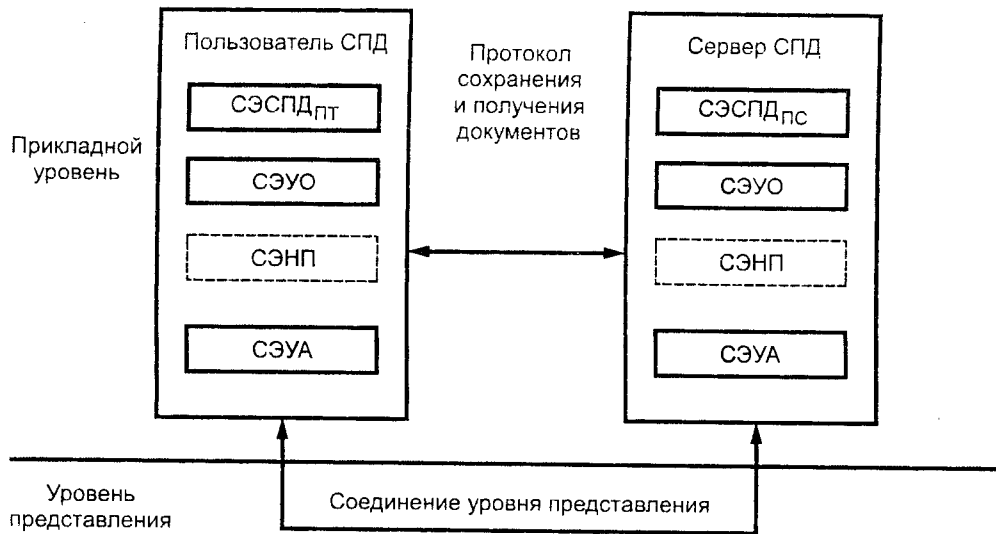 Пользователь СПД
СЭСПДПТ
СЭУО
СЭНП
СЭУА
Прикладной
уровень
Протокол
сохранения
и получения
документов
Сервер СПД
СЭСПДПС
СЭУО
СЭНП
СЭУА
Уровень
представления
Соединение уровня представления